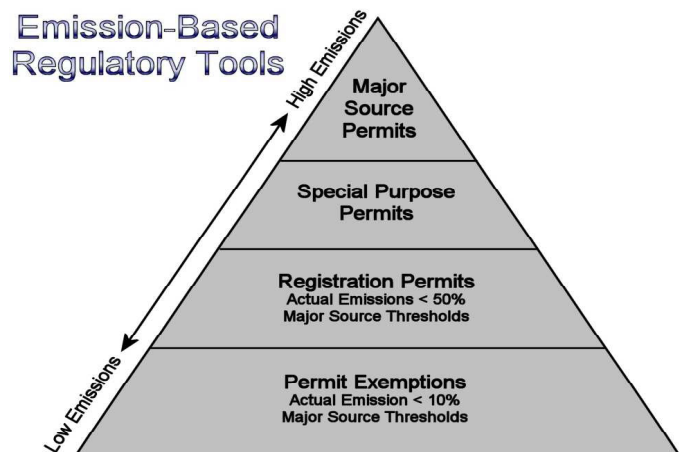 Emission-Based
Regulatory Tools
High Emissions
Major
Source
Permits
Special Purpose
Permits
Registration Permits
Actual Emissions < 50%
Major Source Thresholds
Low Emissions
Permit Exemptions
Actual Emission < 10%
Major Source Thresholds